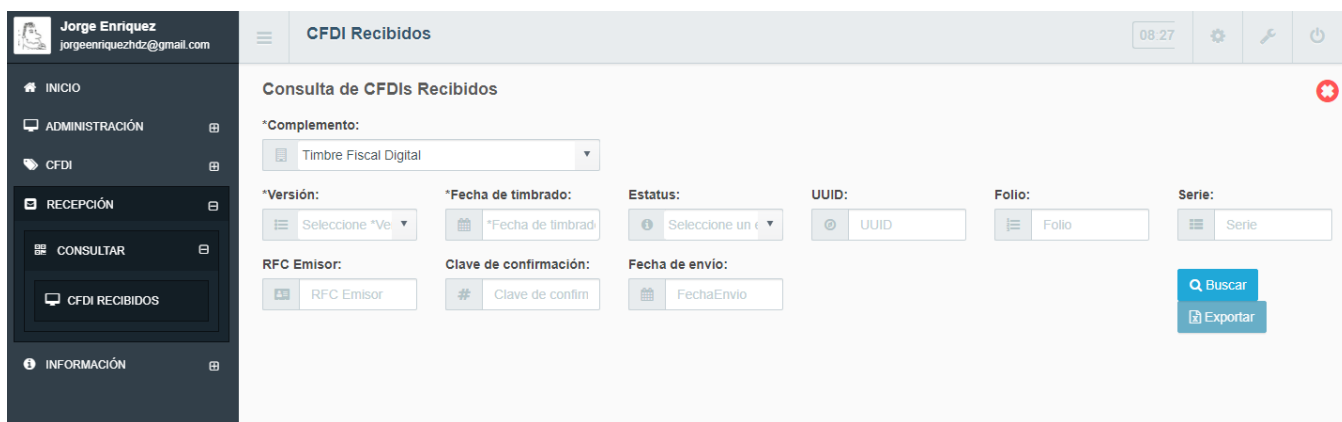 Jorge Enriquez
jorgeenriquezhdz@gmail.com
CFDI Recibidos
08:27
INICIO
ADMINISTRACIÓN
CFDI
RECEPCIÓN
CONSULTAR
CFDI RECIBIDOS
INFORMACIÓN
Consulta de CFDIs Recibidos
*Complemento:
Timbre Fiscal Digital
*Versión: *Fecha de timbrado: Estatus: UUID: Folio: Serie:
Seleccione *Ve *Fecha de timbrad Seleccione un UUID Folio Serie
RFC Emisor: Clave de confirmación: Fecha de envío:
RFC Emisor Clave de confirm FechaEnvio
Buscar
Exportar